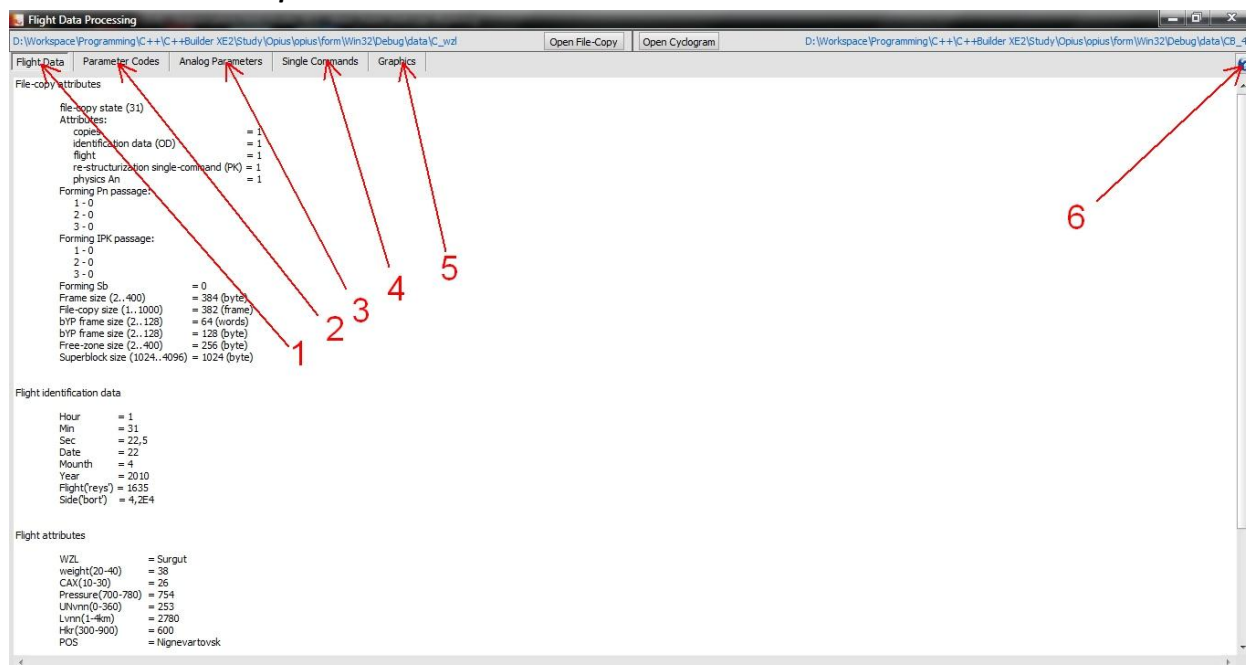 Flight Data Processing
D:\Workspace\Programming\C++\C++Builder XE2\Study\Opius\opius\form\Win32\Debug\data\C_wzl Open File-Copy Open Cyclogram D:\Workspace\Programming\C++\C++Builder XE2\Study\Opius\opius\form\Win32\Debug\data\CB_4
Flight Data Parameter Codes Analog Parameters Single Commands Graphics
File-copy attributes
file-copy state (31)
Attributes:
copies = 1
identification data (OD) = 1
flight = 1
re-structurization single-command (PK) = 1
physics An = 1
Forming Pn passage:
1 - 0
2 - 0
3 - 0
Forming IPK passage:
1 - 0
2 - 0
3 - 0
Forming Sb = 0
Frame size (2..400) = 384 (byte)
File-copy size (1..1000) = 382 (frame)
bYP frame size (2..128) = 64 (words)
bYP frame size (2..128) = 128 (byte)
Free-zone size (2..400) = 256 (byte)
Superblock size (1024..4096) = 1024 (byte)
1
2
3
4
5
6
Flight identification data
Hour = 1
Min = 31
Sec = 22,5
Date = 22
Mounth = 4
Year = 2010
Flight('reys') = 1635
Side('bort') = 4,2E4
Flight attributes
WZL = Surgut
weight(20-40) = 38
CAX(10-30) = 26
Pressure(700-780) = 754
UNvnn(0-360) = 253
Lvnn(1-4km) = 2780
Hkr(300-900) = 600
POS = Nignevartovsk